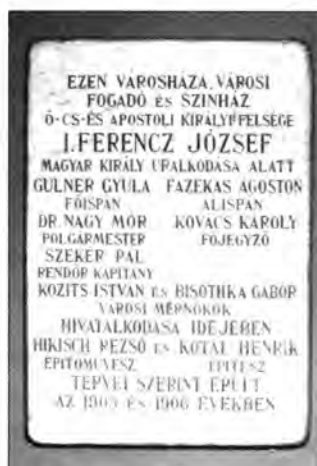 EZEN VÁROSHÁZA, VÁROSI
FOGADÓ ÉS SZINHÁZ
Ő-CS-ÉS APOSTOLI KIRÁLYI FELSÉGE
I. FERENCZ JÓZSEF
MAGYAR KIRÁLY URALKODÁSA ALATT
GULNER GYULA FAZEKAS ÁGOSTON
FŐISPÁN ALISPÁN
DR. NAGY MÓR KOVÁCS KÁROLY
POLGÁRMESTER FŐJEGYZŐ
SZEKÉR PÁL
RENDŐR KAPITÁNY
KOZITS ISTVÁN ÉS BISOTHKA GÁBOR
VÁROSI MÉRNÖKÖK
HIVATALKODÁSA IDEJÉBEN
HIKISCH REZSŐ ÉS KOTÁL HENRIK
ÉPITŐMŰVÉSZ ÉPITÉSZ
TERVEI SZERINT ÉPÜLT
AZ 1905 ÉS 1906 ÉVEKBEN